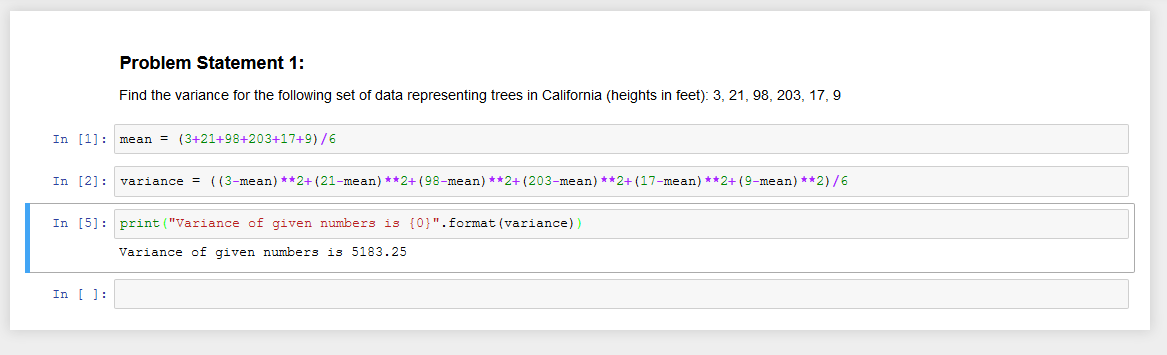 Problem Statement 1:
Find the variance for the following set of data representing trees in California (heights in feet): 3, 21, 98, 203, 17, 9
In [1]: mean = (3+21+98+203+17+9)/6
In [2]: variance = ((3-mean)**2+(21-mean)**2+(98-mean)**2+(203-mean)**2+(17-mean)**2+(9-mean)**2)/6
In [5]: print("Variance of given numbers is {0}".format(variance))
Variance of given numbers is 5183.25
In [ ]: